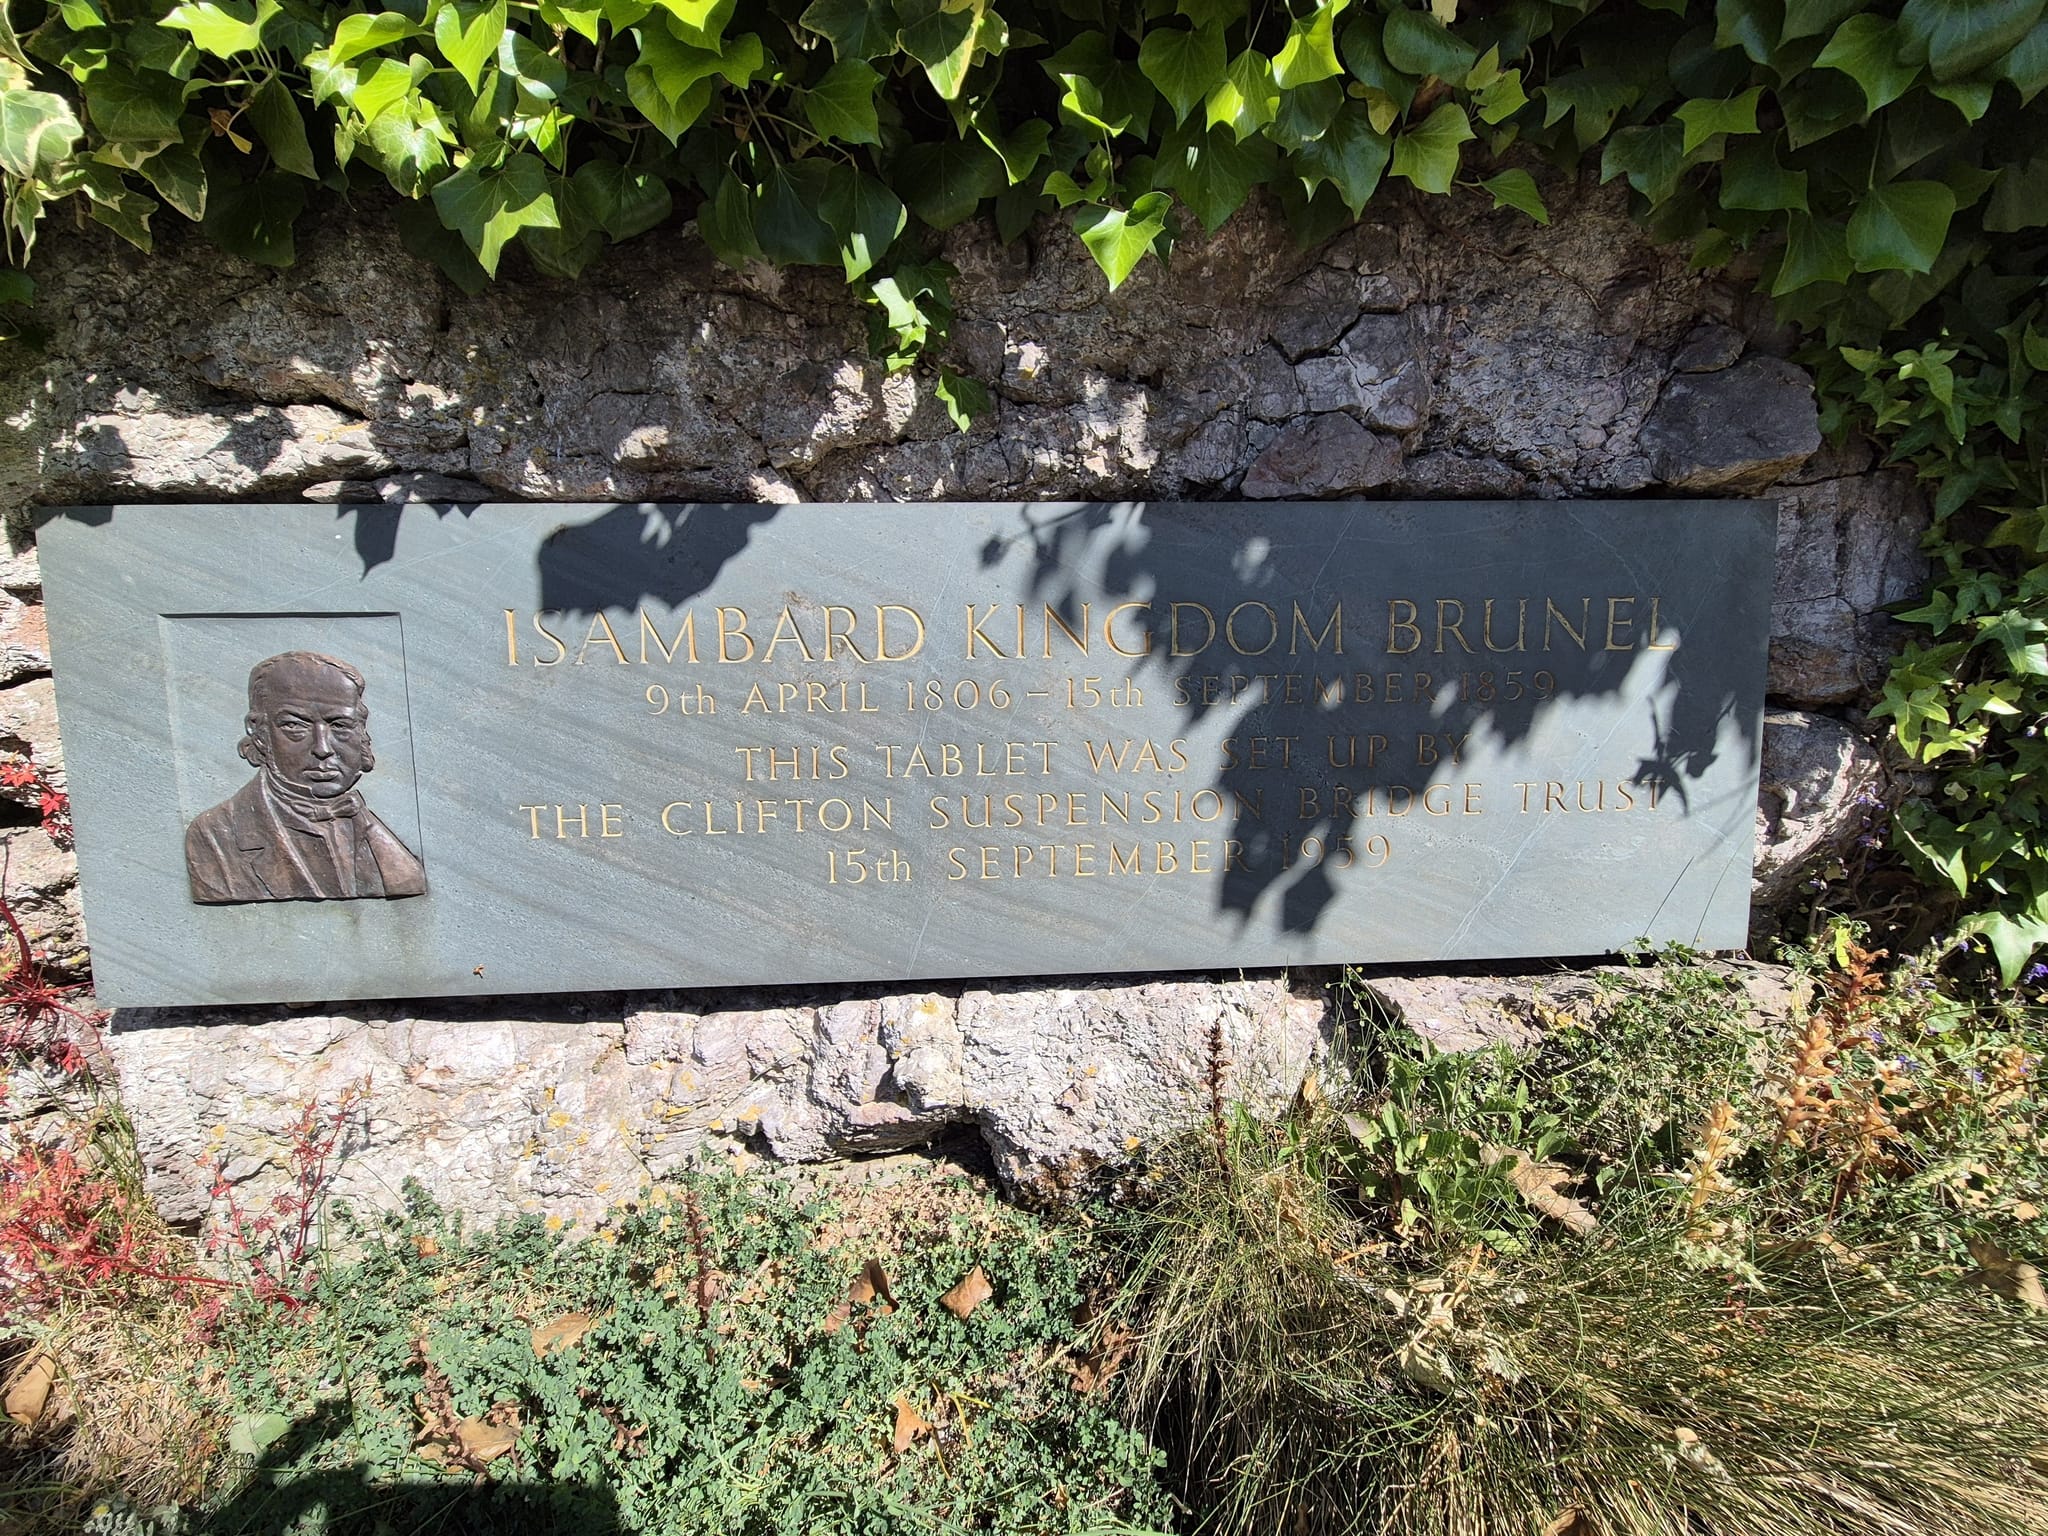 ISAMBARD KINGDOM BRUNEL
9th APRIL 1806 – 15th SEPTEMBER 1859
THIS TABLET WAS SET UP BY
THE CLIFTON SUSPENSION BRIDGE TRUST
15th SEPTEMBER 1959